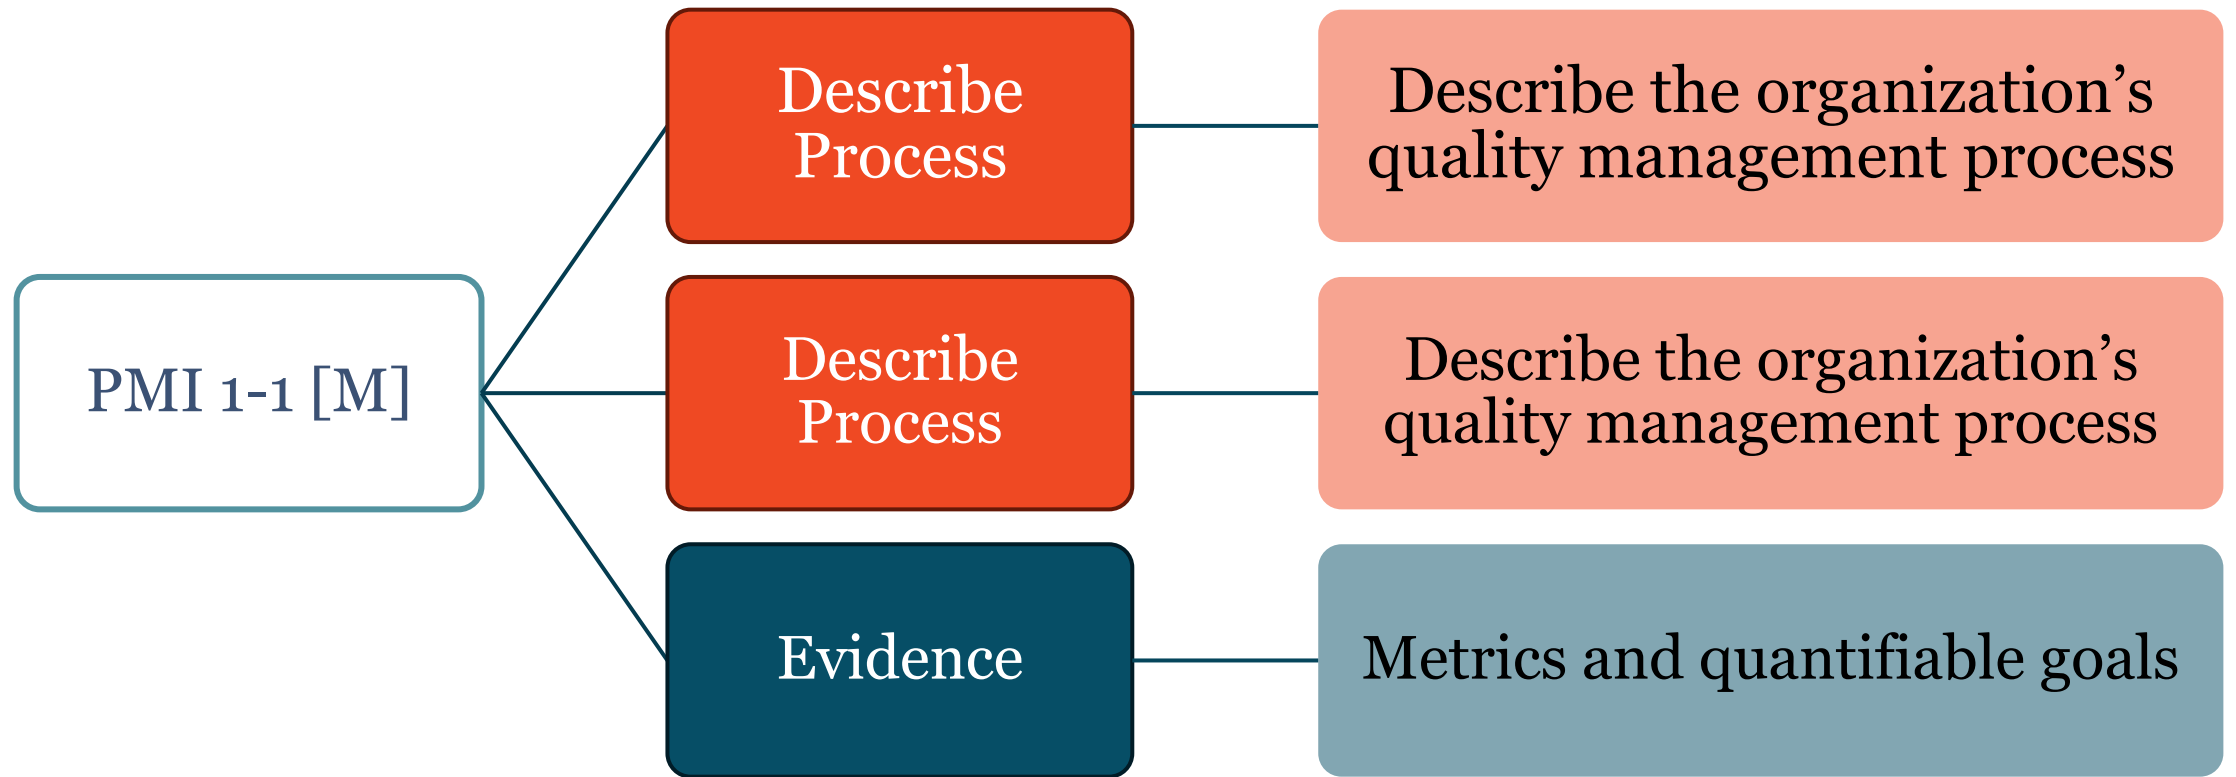 PMI 1-1 [M]
Describe
Process
Describe the organization’s
quality management process
Describe
Process
Describe the organization’s
quality management process
Evidence
Metrics and quantifiable goals